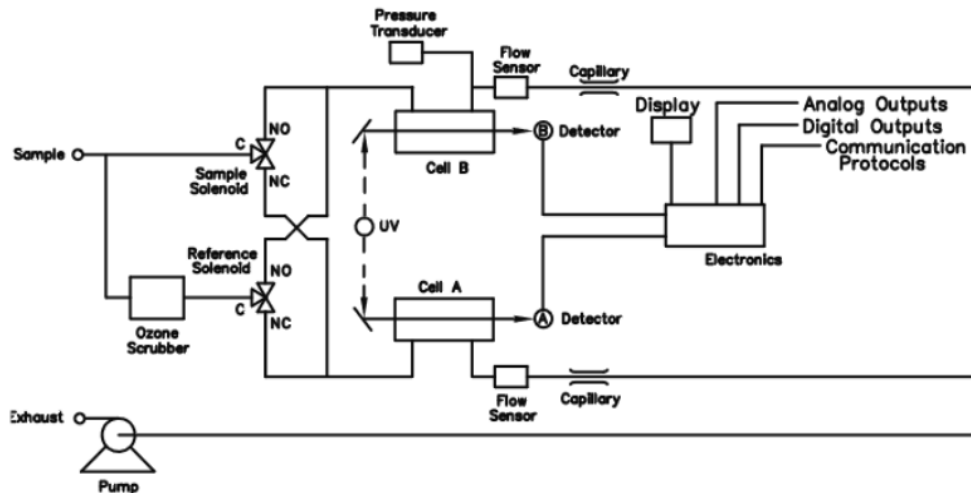 Pressure
Transducer
Flow
Sensor
Capillary
Display
Analog Outputs
Digital Outputs
Communication
Protocols
NO
C
Sample
NC
Sample
Solenoid
B
Detector
Cell B
UV
Electronics
Reference
Solenoid
NO
C
NC
Ozone
Scrubber
Cell A
A
Detector
Flow
Sensor
Capillary
Exhaust
Pump